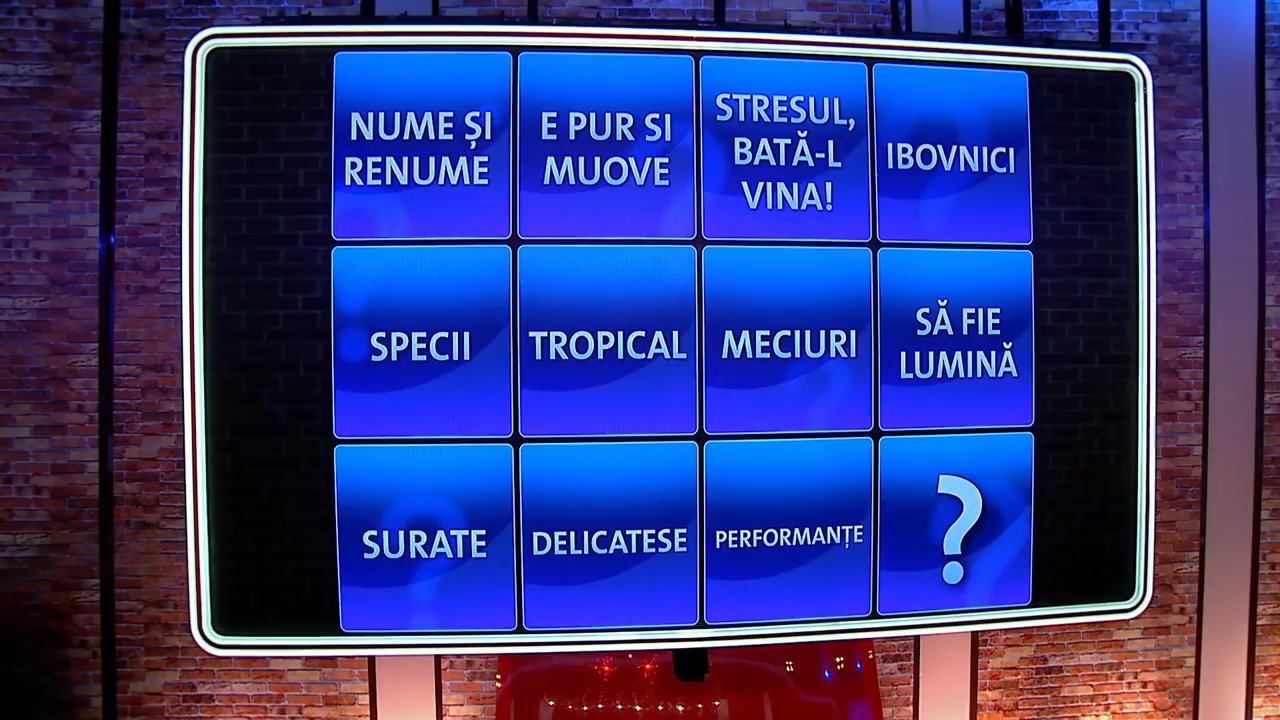 NUME ȘI
RENUME
E PUR SI
MUOVE
STRESUL,
BATĂ-L
VINA!
IBOVNICI
SPECII
TROPICAL
MECIURI
SĂ FIE
LUMINĂ
SURATE
DELICATESE
PERFORMANȚE
?